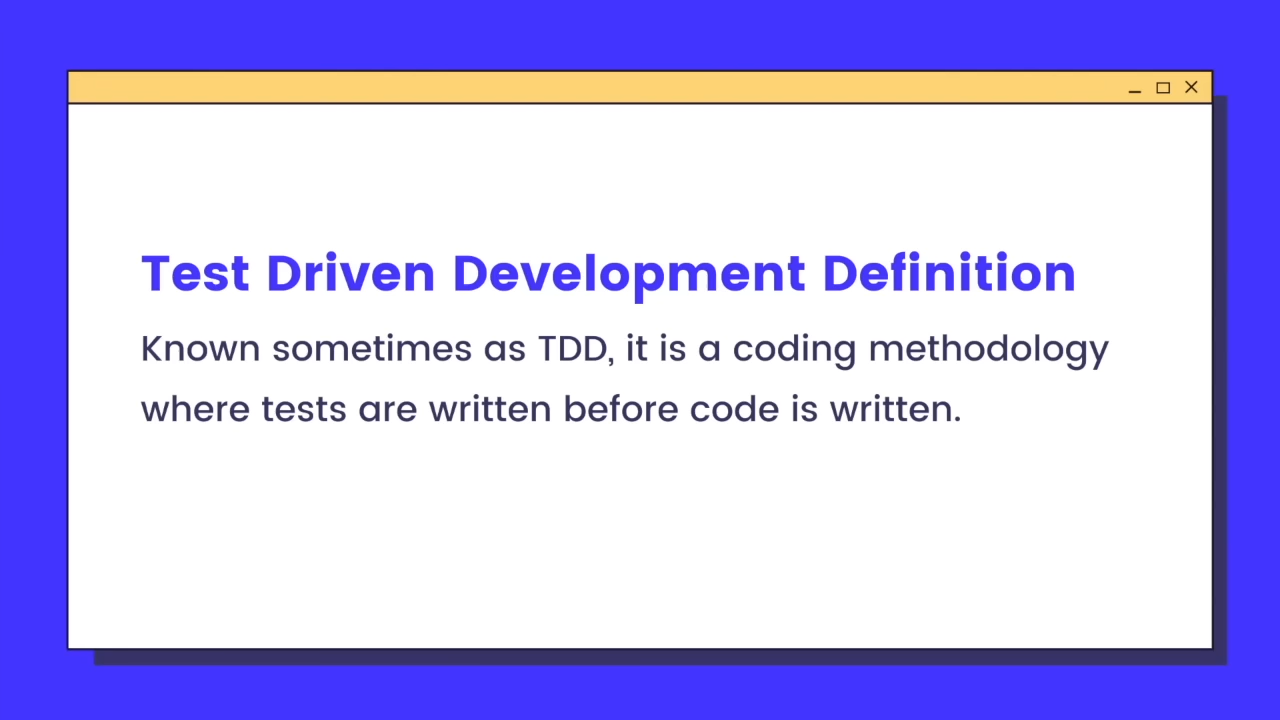 Test Driven Development Definition
Known sometimes as TDD, it is a coding methodology
where tests are written before code is written.